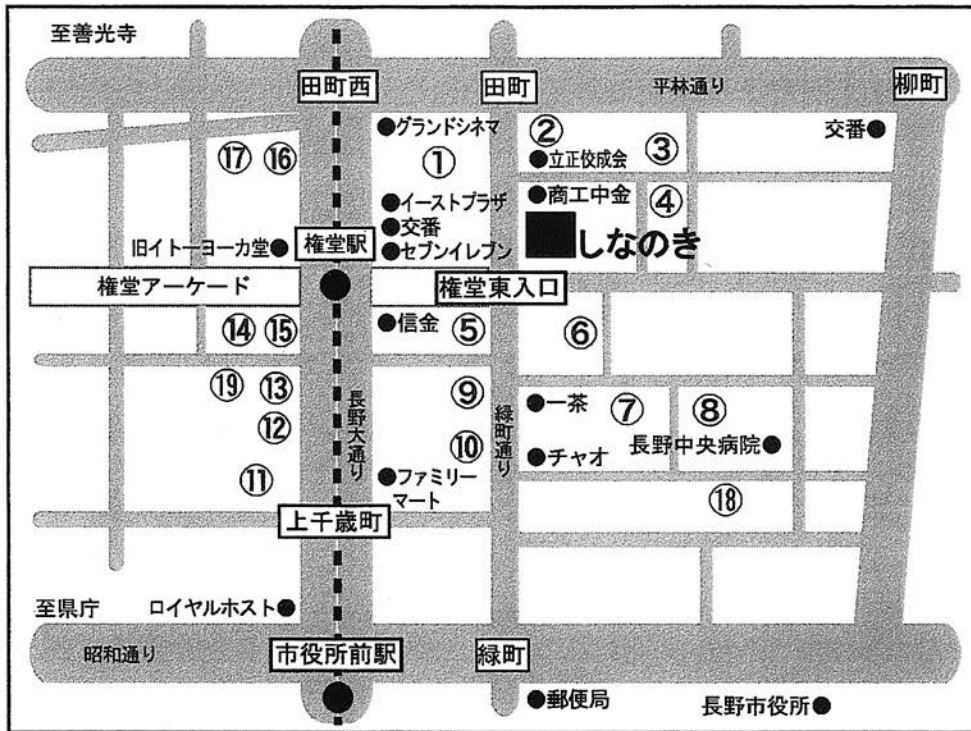 至善光寺
田町西
田町
平林通り
柳町
●グランドシネマ
②
交番●
⑰
⑯
①
●立正佼成会
③
●イーストプラザ
●商工中金
④
●交番
旧イトーヨーカ堂●
権堂駅
●セブンイレブン
しなのき
権堂アーケード
権堂東入口
⑭
⑮
●信金
⑤
⑥
⑲
⑬
⑨
●一茶
⑦
⑧
⑫
長野大通り
緑町通り
⑩
長野中央病院●
●チャオ
⑪
●ファミリー
マート
⑱
上千歳町
至県庁
ロイヤルホスト●
昭和通り
市役所前駅
緑町
●郵便局
長野市役所●